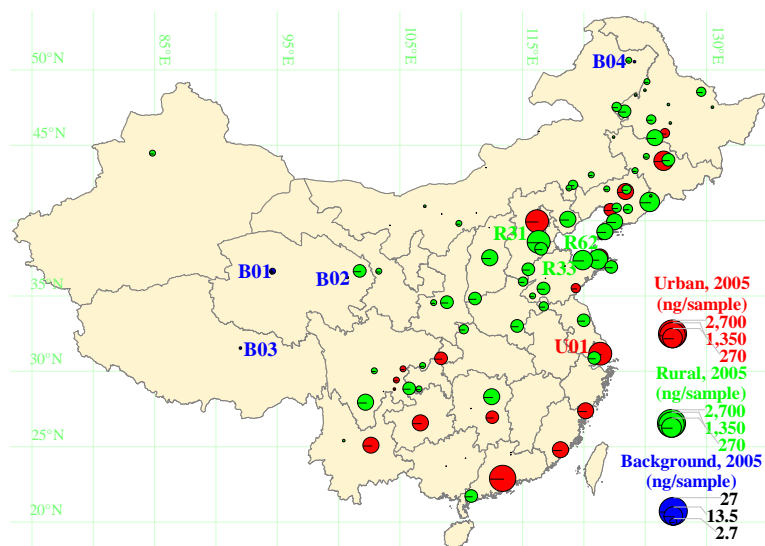 85°E
95°E
105°E
115°E
130°E
50°N
B04
45°N
R31
R62
B01
B02
R33
35°N
Urban, 2005
(ng/sample)
2,700
1,350
270
B03
U01
30°N
Rural, 2005
(ng/sample)
2,700
1,350
270
25°N
Background, 2005
(ng/sample)
27
13.5
2.7
20°N